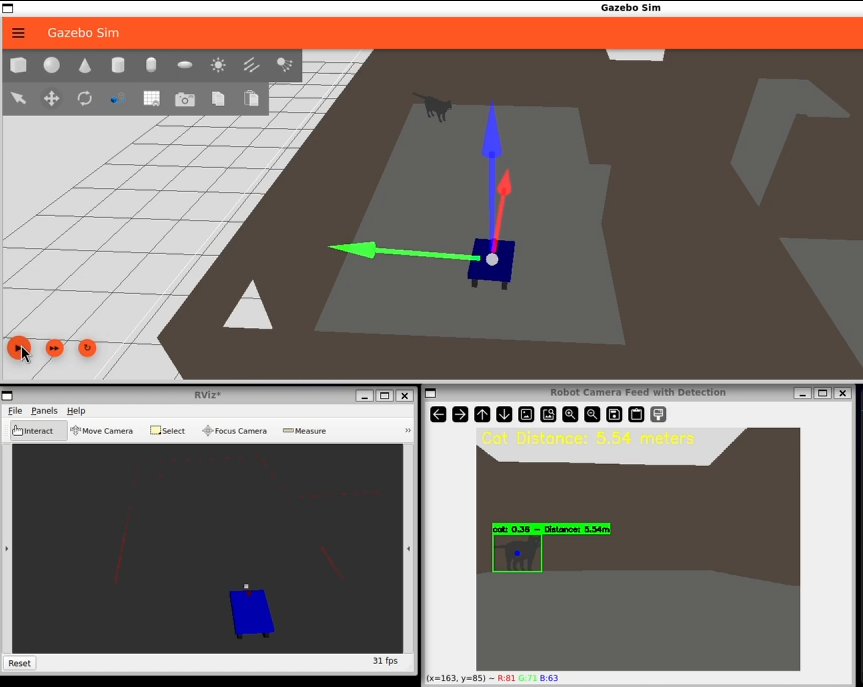 Gazebo Sim
Gazebo Sim
RViz*
File Panels Help
Interact Move Camera Select Focus Camera Measure »
Reset 31 fps
Robot Camera Feed with Detection
Cat Distance: 5.54 meters
cat: 0.36 - Distance: 5.54m
(x=163, y=85) ~ R:81 G:71 B:63